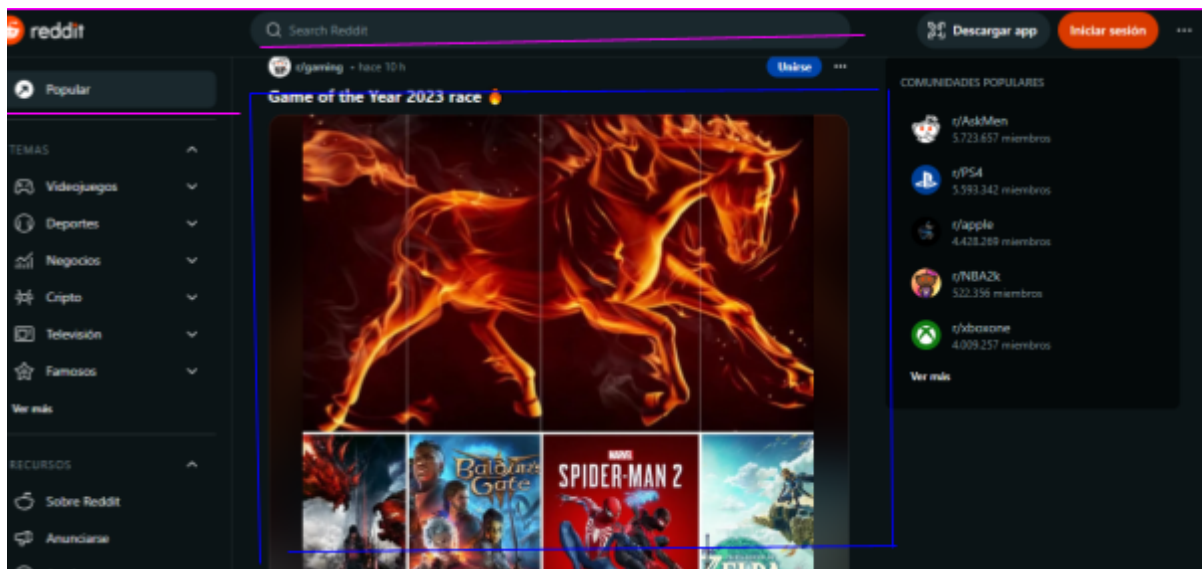 reddit
Search Reddit
Descargar app
Iniciar sesión
Popular
TEMAS
Videojuegos
Deportes
Negocios
Cripto
Televisión
Famosos
Ver más
RECURSOS
Sobre Reddit
Anunciarse
r/gaming • hace 10 h
Unirse
Game of the Year 2023 race
Baldur's
Gate
MARVEL
SPIDER-MAN 2
ZELDA
COMUNIDADES POPULARES
r/AskMen
5.723.657 miembros
r/PS4
5.593.342 miembros
r/apple
4.428.269 miembros
r/NBA2k
522.356 miembros
r/xboxone
4.009.257 miembros
Ver más